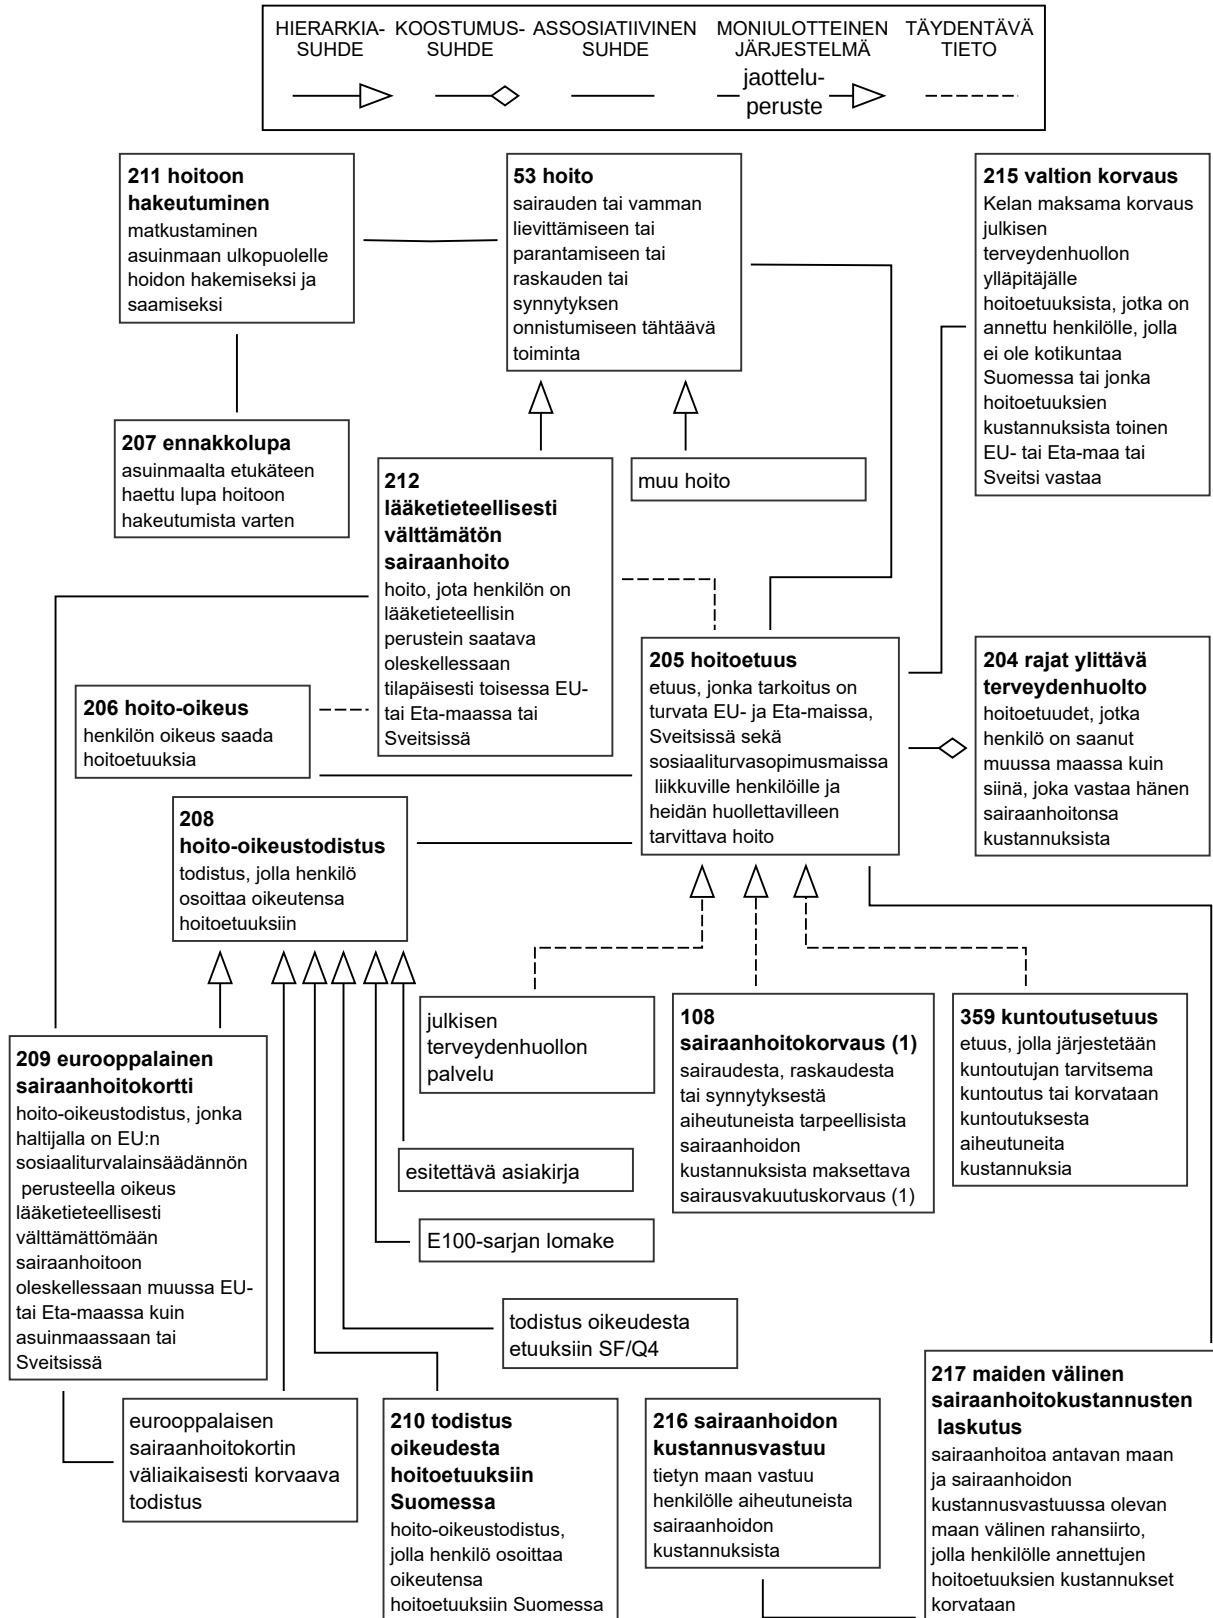 HIERARKIA-
SUHDE
KOOSTUMUS-
SUHDE
ASSOSIATIIVINEN
SUHDE
MONIULOTTEINEN
JÄRJESTELMÄ
TÄYDENTÄVÄ
TIETO
jaottelu-
peruste
211 hoitoon
hakeutuminen
matkustaminen
asuinmaan ulkopuolelle
hoidon hakemiseksi ja
saamiseksi
53 hoito
sairauden tai vamman
lievittämiseen tai
parantamiseen tai
raskauden tai
synnytyksen
onnistumiseen tähtäävä
toiminta
215 valtion korvaus
Kelan maksama korvaus
julkisen
terveydenhuollon
ylläpitäjälle
hoitoetuuksista, jotka on
annettu henkilölle, jolla
ei ole kotikuntaa
Suomessa tai jonka
hoitoetuuksien
kustannuksista toinen
EU- tai Eta-maa tai
Sveitsi vastaa
207 ennakkolupa
asuinmaalta etukäteen
haettu lupa hoitoon
hakeutumista varten
212
lääketieteellisesti
välttämätön
sairaanhoito
hoito, jota henkilön on
lääketieteellisin
perustein saatava
oleskellessaan
tilapäisesti toisessa EU-
tai Eta-maassa tai
Sveitsissä
muu hoito
205 hoitoetuus
etuus, jonka tarkoitus on
turvata EU- ja Eta-maissa,
Sveitsissä sekä
sosiaaliturvasopimusmaissa
liikkuville henkilöille ja
heidän huollettavilleen
tarvittava hoito
204 rajat ylittävä
terveydenhuolto
hoitoetuudet, jotka
henkilö on saanut
muussa maassa kuin
siinä, joka vastaa hänen
sairaanhoitonsa
kustannuksista
206 hoito-oikeus
henkilön oikeus saada
hoitoetuuksia
208
hoito-oikeustodistus
todistus, jolla henkilö
osoittaa oikeutensa
hoitoetuuksiin
julkisen
terveydenhuollon
palvelu
108
sairaanhoitokorvaus (1)
sairaudesta, raskaudesta
tai synnytyksestä
aiheutuneista tarpeellisista
sairaanhoidon
kustannuksista maksettava
sairausvakuutuskorvaus (1)
359 kuntoutusetuus
etuus, jolla järjestetään
kuntoutujan tarvitsema
kuntoutus tai korvataan
kuntoutuksesta
aiheutuneita
kustannuksia
209 eurooppalainen
sairaanhoitokortti
hoito-oikeustodistus, jonka
haltijalla on EU:n
sosiaaliturvalainsäädännön
perusteella oikeus
lääketieteellisesti
välttämättömään
sairaanhoitoon
oleskellessaan muussa EU-
tai Eta-maassa kuin
asuinmaassaan tai
Sveitsissä
esitettävä asiakirja
E100-sarjan lomake
todistus oikeudesta
etuuksiin SF/Q4
eurooppalaisen
sairaanhoitokortin
väliaikaisesti korvaava
todistus
210 todistus
oikeudesta
hoitoetuuksiin
Suomessa
hoito-oikeustodistus,
jolla henkilö osoittaa
oikeutensa
hoitoetuuksiin Suomessa
216 sairaanhoidon
kustannusvastuu
tietyn maan vastuu
henkilölle aiheutuneista
sairaanhoidon
kustannuksista
217 maiden välinen
sairaanhoitokustannusten
laskutus
sairaanhoitoa antavan maan
ja sairaanhoidon
kustannusvastuussa olevan
maan välinen rahansiirto,
jolla henkilölle annettujen
hoitoetuuksien kustannukset
korvataan